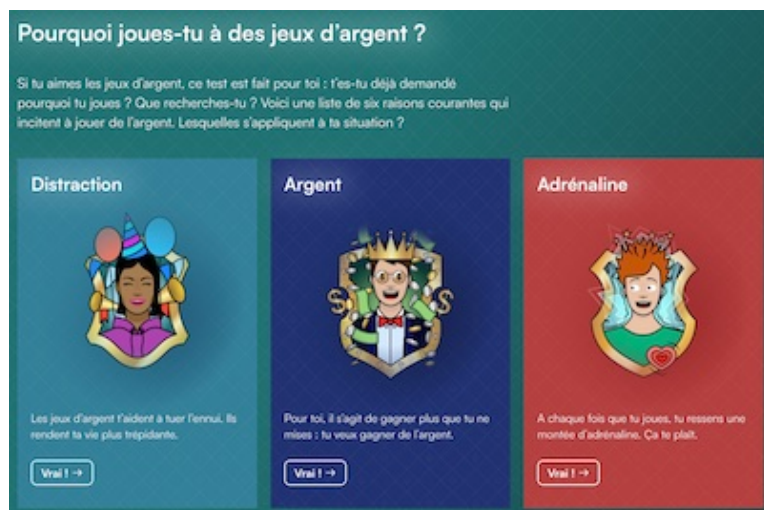 Pourquoi joues-tu à des jeux d'argent ?
Si tu aimes les jeux d'argent, ce test est fait pour toi : t'es-tu déjà demandé
pourquoi tu joues ? Que recherches-tu ? Voici une liste de six raisons courantes qui
incitent à jouer de l'argent. Lesquelles s'appliquent à ta situation ?
Distraction
Les jeux d'argent t'aident à tuer l'ennui. Ils
rendent ta vie plus trépidante.
Vrai ! →
Argent
$ $
Pour toi, il s'agit de gagner plus que tu ne
mises : tu veux gagner de l'argent.
Vrai ! →
Adrénaline
A chaque fois que tu joues, tu ressens une
montée d'adrénaline. Ça te plaît.
Vrai ! →